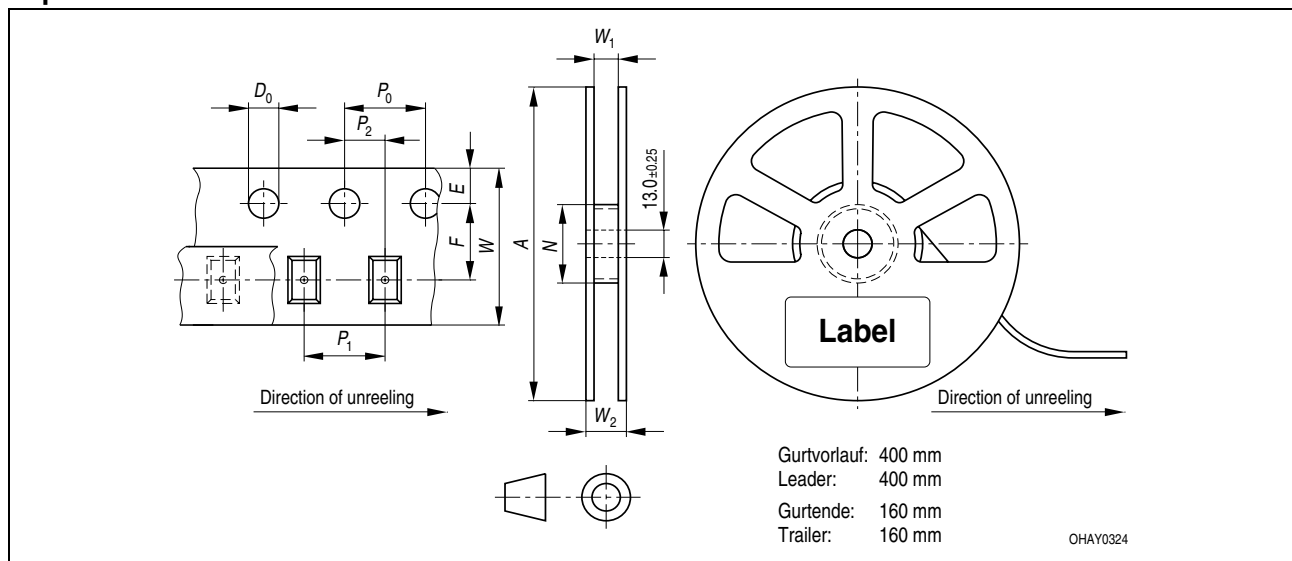 W1
D0
P0
P2
E
F
W
P1
Direction of unreeling
A
N
13.0±0.25
W2
Label
Direction of unreeling
Gurtvorlauf: 400 mm
Leader: 400 mm
Gurtende: 160 mm
Trailer: 160 mm
OHAY0324